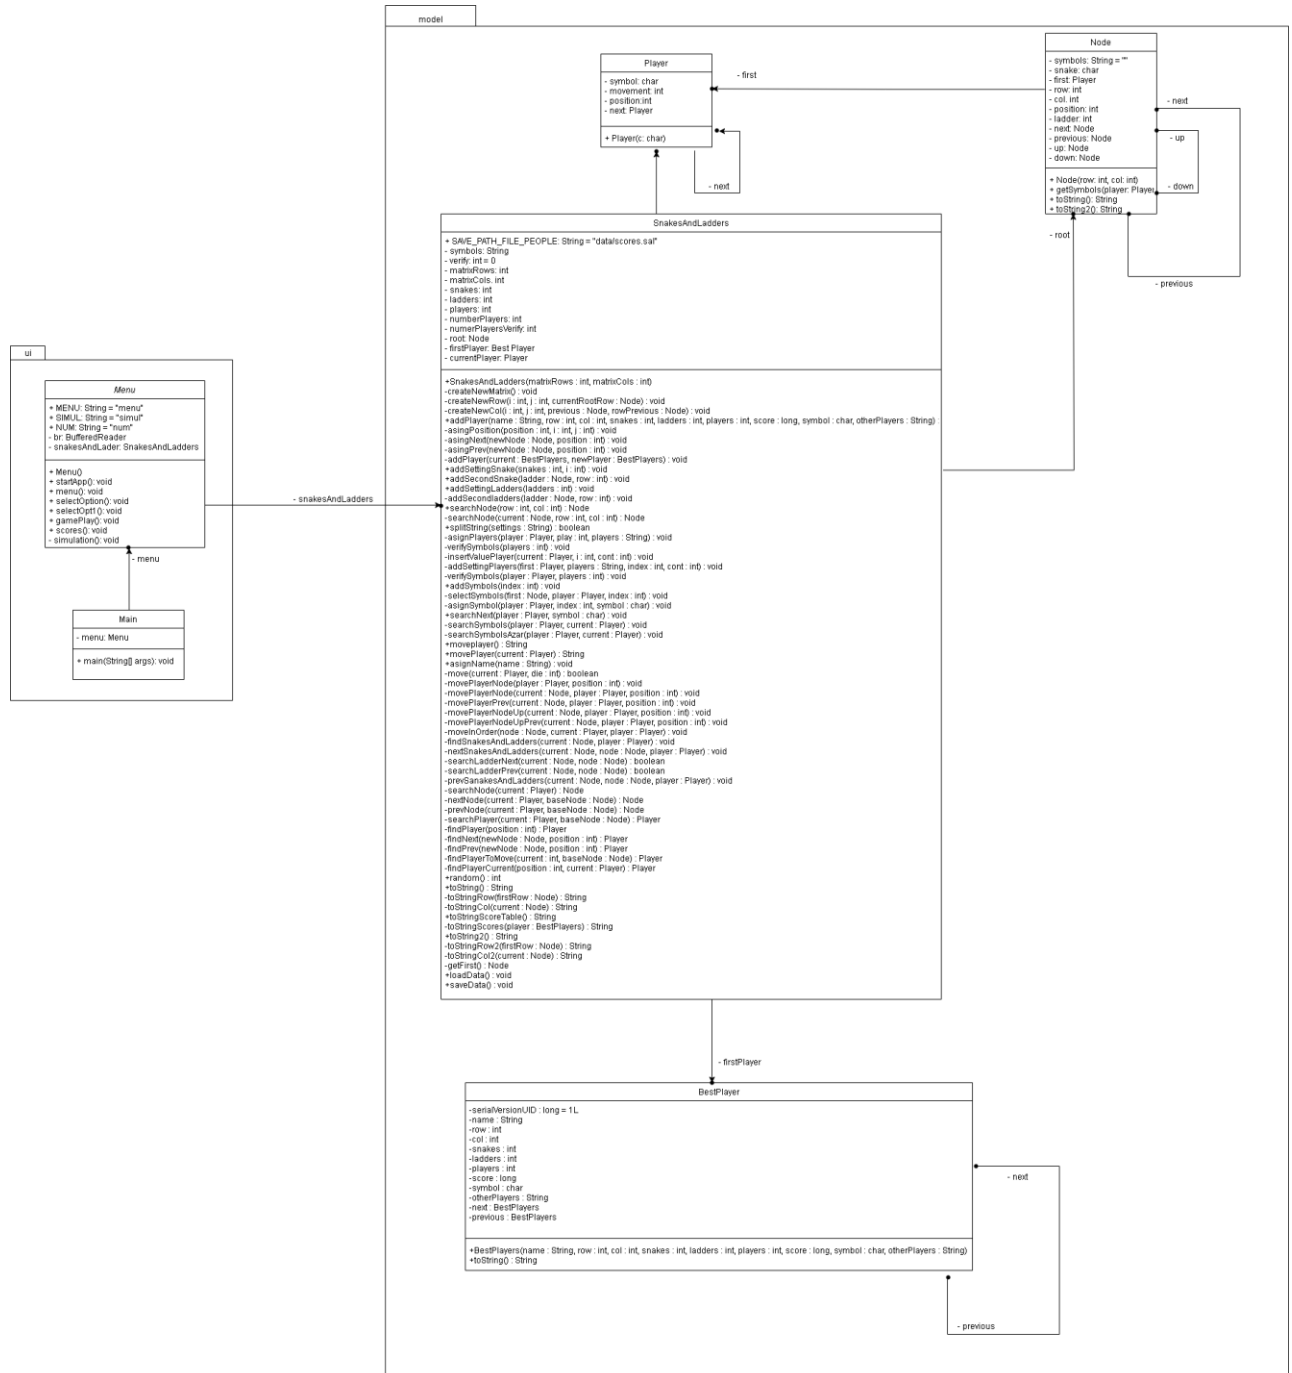 model
Player
- symbol: char
- movement: int
- position:int
- next: Player
+ Player(c: char)
- next
- first
Node
- symbols: String = ""
- snake: char
- first: Player
- row: int
- col. int
- position: int
- ladder: int
- next: Node
- previous: Node
- up: Node
- down: Node
+ Node(row: int, col: int)
+ getSymbols(player: Player
+ toString(): String
+ toString2(): String
- next
- up
- down
- previous
- root
SnakesAndLadders
+ SAVE_PATH_FILE_PEOPLE: String = "data/scores.sal"
- symbols: String
- verify: int = 0
- matrixRows: int
- matrixCols. int
- snakes: int
- ladders: int
- players: int
- numberPlayers: int
- numerPlayersVerify: int
- root: Node
- firstPlayer: Best Player
- currentPlayer: Player
+SnakesAndLadders(matrixRows : int, matrixCols : int)
-createNewMatrix() : void
-createNewRow(i : int, j : int, currentRootRow : Node) : void
-createNewCol(i : int, j : int, previous : Node, rowPrevious : Node) : void
+addPlayer(name : String, row : int, col : int, snakes : int, ladders : int, players : int, score : long, symbol : char, otherPlayers : String) :
-asingPosition(position : int, i : int, j : int) : void
-asingNext(newNode : Node, position : int) : void
-asingPrev(newNode : Node, position : int) : void
-addPlayer(current : BestPlayers, newPlayer : BestPlayers) : void
+addSettingSnake(snakes : int, i : int) : void
+addSecondSnake(ladder : Node, row : int) : void
+addSettingLadders(ladders : int) : void
-addSecondladders(ladder : Node, row : int) : void
+searchNode(row : int, col : int) : Node
-searchNode(current : Node, row : int, col : int) : Node
+splitString(settings : String) : boolean
-asignPlayers(player : Player, play : int, players : String) : void
-verifySymbols(players : int) : void
-insertValuePlayer(current : Player, i : int, cont : int) : void
-addSettingPlayers(first : Player, players : String, index : int, cont : int) : void
-verifySymbols(player : Player, players : int) : void
+addSymbols(index : int) : void
-selectSymbols(first : Node, player : Player, index : int) : void
-asignSymbol(player : Player, index : int, symbol : char) : void
+searchNext(player : Player, symbol : char) : void
-searchSymbols(player : Player, current : Player) : void
-searchSymbolsAzar(player : Player, current : Player) : void
+moveplayer() : String
+movePlayer(current : Player) : String
+asignName(name : String) : void
-move(current : Player, die : int) : boolean
-movePlayerNode(player : Player, position : int) : void
-movePlayerNode(current : Node, player : Player, position : int) : void
-movePlayerPrev(current : Node, player : Player, position : int) : void
-movePlayerNodeUp(current : Node, player : Player, position : int) : void
-movePlayerNodeUpPrev(current : Node, player : Player, position : int) : void
-moveInOrder(node : Node, current : Player, player : Player) : void
-findSnakesAndLadders(current : Node, player : Player) : void
-nextSnakesAndLadders(current : Node, node : Node, player : Player) : void
-searchLadderNext(current : Node, node : Node) : boolean
-searchLadderPrev(current : Node, node : Node) : boolean
-prevSanakesAndLadders(current : Node, node : Node, player : Player) : void
-searchNode(current : Player) : Node
-nextNode(current : Player, baseNode : Node) : Node
-prevNode(current : Player, baseNode : Node) : Node
-searchPlayer(current : Player, baseNode : Node) : Player
-findPlayer(position : int) : Player
-findNext(newNode : Node, position : int) : Player
-findPrev(newNode : Node, position : int) : Player
-findPlayerToMove(current : int, baseNode : Node) : Player
-findPlayerCurrent(position : int, current : Player) : Player
+random() : int
+toString() : String
-toStringRow(firstRow : Node) : String
-toStringCol(current : Node) : String
+toStringScoreTable() : String
-toStringScores(player : BestPlayers) : String
+toString2() : String
-toStringRow2(firstRow : Node) : String
-toStringCol2(current : Node) : String
-getFirst() : Node
+loadData() : void
+saveData() : void
ui
Menu
+ MENU: String = "menu"
+ SIMUL: String = "simul"
+ NUM: String = "num"
- br: BufferedReader
- snakesAndLader: SnakesAndLadders
+ Menu()
+ startApp(): void
+ menu(): void
+ selectOption(): void
+ selectOpt1(): void
+ gamePlay(): void
+ scores(): void
- simulation(): void
- snakesAndLadders
- menu
Main
- menu: Menu
+ main(String[] args): void
- firstPlayer
BestPlayer
-serialVersionUID : long = 1L
-name : String
-row : int
-col : int
-snakes : int
-ladders : int
-players : int
-score : long
-symbol : char
-otherPlayers : String
-next : BestPlayers
-previous : BestPlayers
+BestPlayers(name : String, row : int, col : int, snakes : int, ladders : int, players : int, score : long, symbol : char, otherPlayers : String)
+toString() : String
- next
- previous